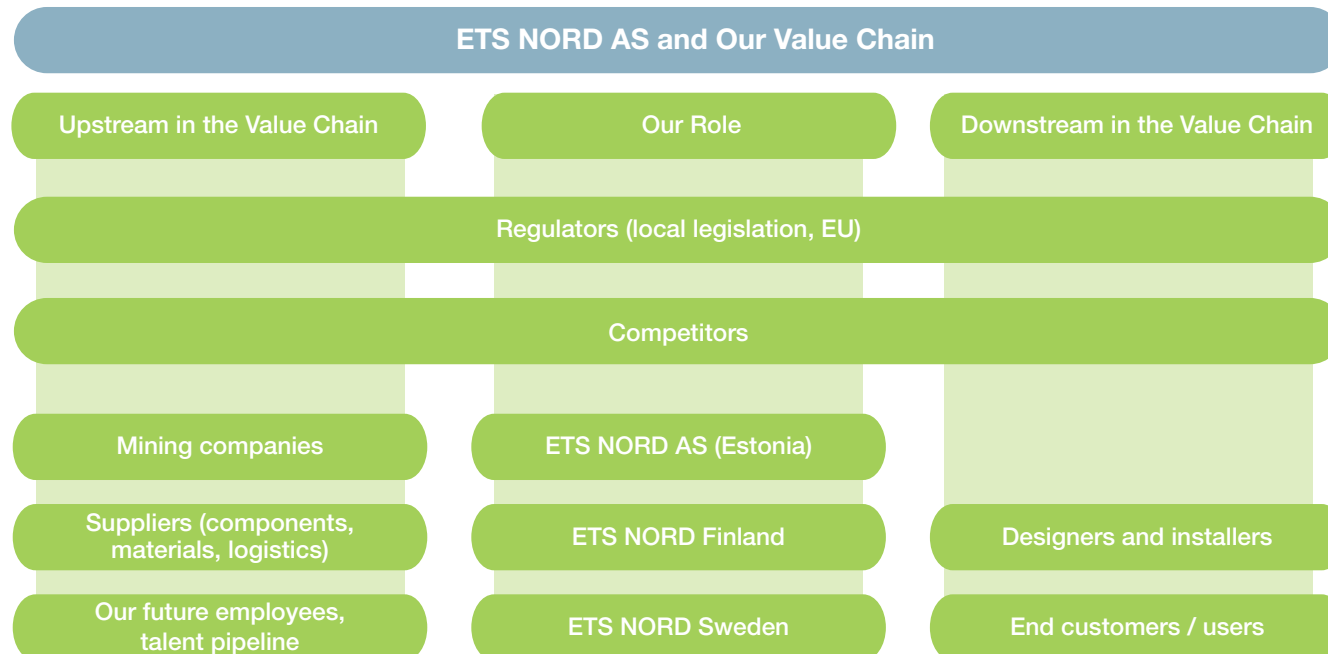 ETS NORD AS and Our Value Chain
Upstream in the Value Chain
Our Role
Downstream in the Value Chain
Regulators (local legislation, EU)
Competitors
Mining companies
ETS NORD AS (Estonia)
Suppliers (components,
materials, logistics)
ETS NORD Finland
Designers and installers
Our future employees,
talent pipeline
ETS NORD Sweden
End customers / users